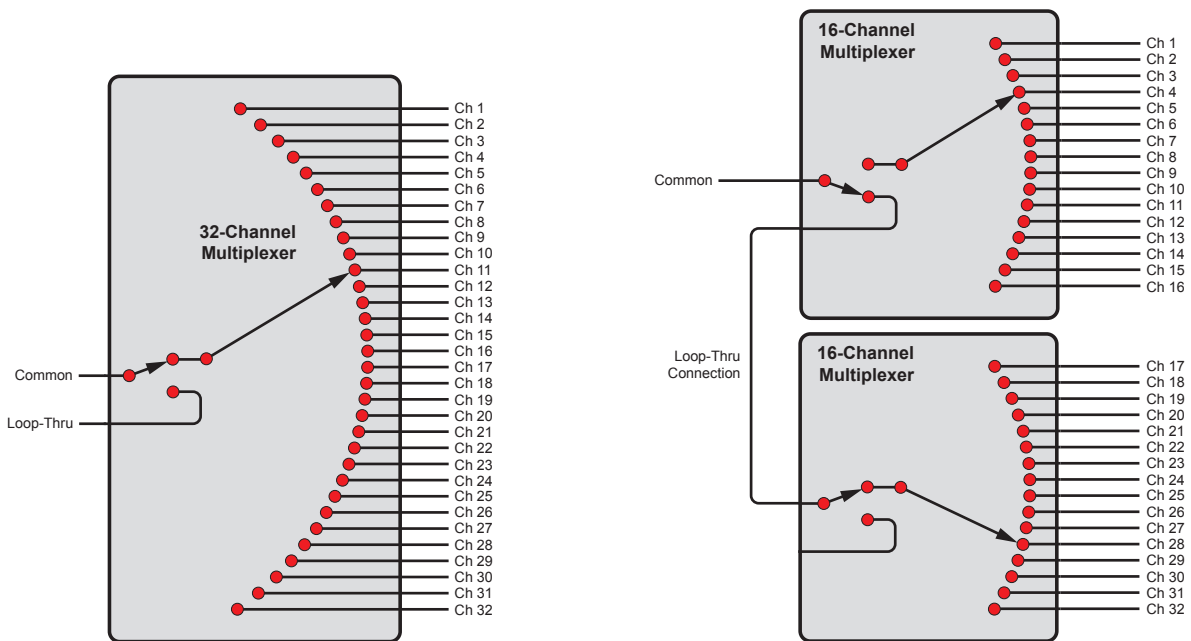 32-Channel
Multiplexer
Common
Loop-Thru
Ch 1
Ch 2
Ch 3
Ch 4
Ch 5
Ch 6
Ch 7
Ch 8
Ch 9
Ch 10
Ch 11
Ch 12
Ch 13
Ch 14
Ch 15
Ch 16
Ch 17
Ch 18
Ch 19
Ch 20
Ch 21
Ch 22
Ch 23
Ch 24
Ch 25
Ch 26
Ch 27
Ch 28
Ch 29
Ch 30
Ch 31
Ch 32
16-Channel
Multiplexer
Common
Ch 1
Ch 2
Ch 3
Ch 4
Ch 5
Ch 6
Ch 7
Ch 8
Ch 9
Ch 10
Ch 11
Ch 12
Ch 13
Ch 14
Ch 15
Ch 16
Loop-Thru
Connection
16-Channel
Multiplexer
Ch 17
Ch 18
Ch 19
Ch 20
Ch 21
Ch 22
Ch 23
Ch 24
Ch 25
Ch 26
Ch 27
Ch 28
Ch 29
Ch 30
Ch 31
Ch 32